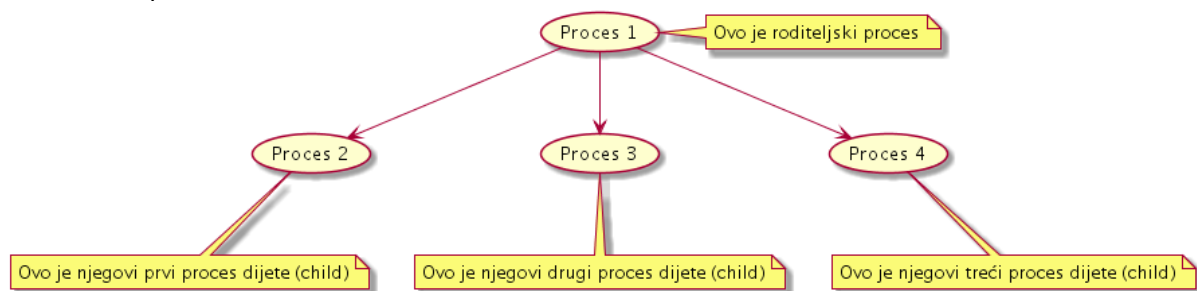 Proces 1
Ovo je roditeljski proces
Proces 2
Proces 3
Proces 4
Ovo je njegovi prvi proces dijete (child)
Ovo je njegovi drugi proces dijete (child)
Ovo je njegovi treći proces dijete (child)